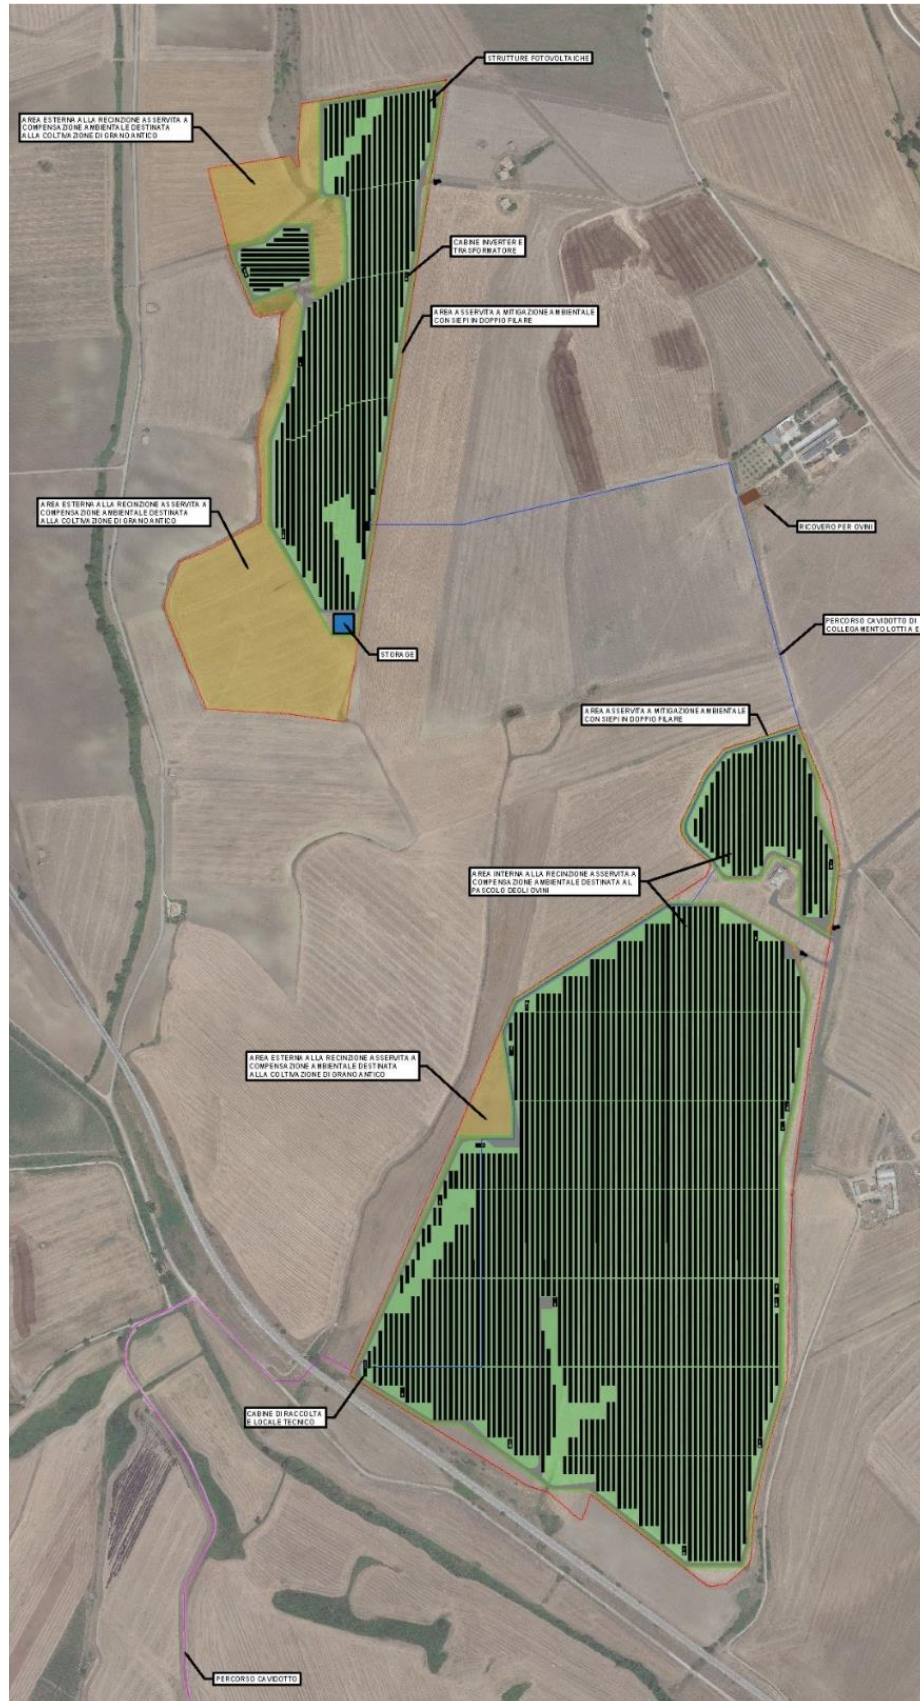 STRUTTURE FOTOVOLTAICHE
AREA ESTERNA ALLA RECINZIONE ASSERVITA A
COMPENSAZIONE AMBIENTALE DESTINATA
ALLA COLTIVAZIONE DI GRANO ANTICO
CABINE INVERTER E
TRASFORMATORE
AREA ASSERVITA A MITIGAZIONE AMBIENTALE
CON SIEPI IN DOPPIO FILARE
AREA ESTERNA ALLA RECINZIONE ASSERVITA A
COMPENSAZIONE AMBIENTALE DESTINATA
ALLA COLTIVAZIONE DI GRANO ANTICO
RICOVERO PER OVINI
PERCORSO CAVIDOTTO DI
COLLEGAMENTO LOTTI A E
STORAGE
AREA ASSERVITA A MITIGAZIONE AMBIENTALE
CON SIEPI IN DOPPIO FILARE
AREA INTERNA ALLA RECINZIONE ASSERVITA A
COMPENSAZIONE AMBIENTALE DESTINATA AL
PASCOLO DEGLI OVINI
AREA ESTERNA ALLA RECINZIONE ASSERVITA A
COMPENSAZIONE AMBIENTALE DESTINATA
ALLA COLTIVAZIONE DI GRANO ANTICO
CABINE DI RACCOLTA
E LOCALE TECNICO
PERCORSO CAVIDOTTO